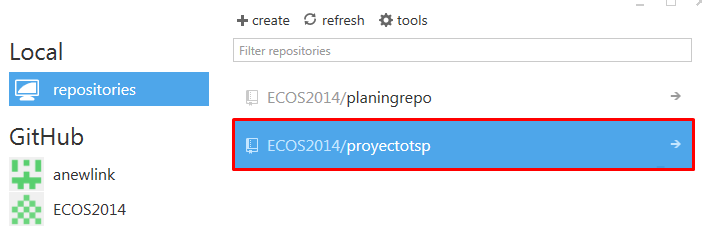 Local
repositories
GitHub
anewlink
ECOS2014
create refresh tools
Filter repositories
ECOS2014/planingrepo
ECOS2014/proyectotsp